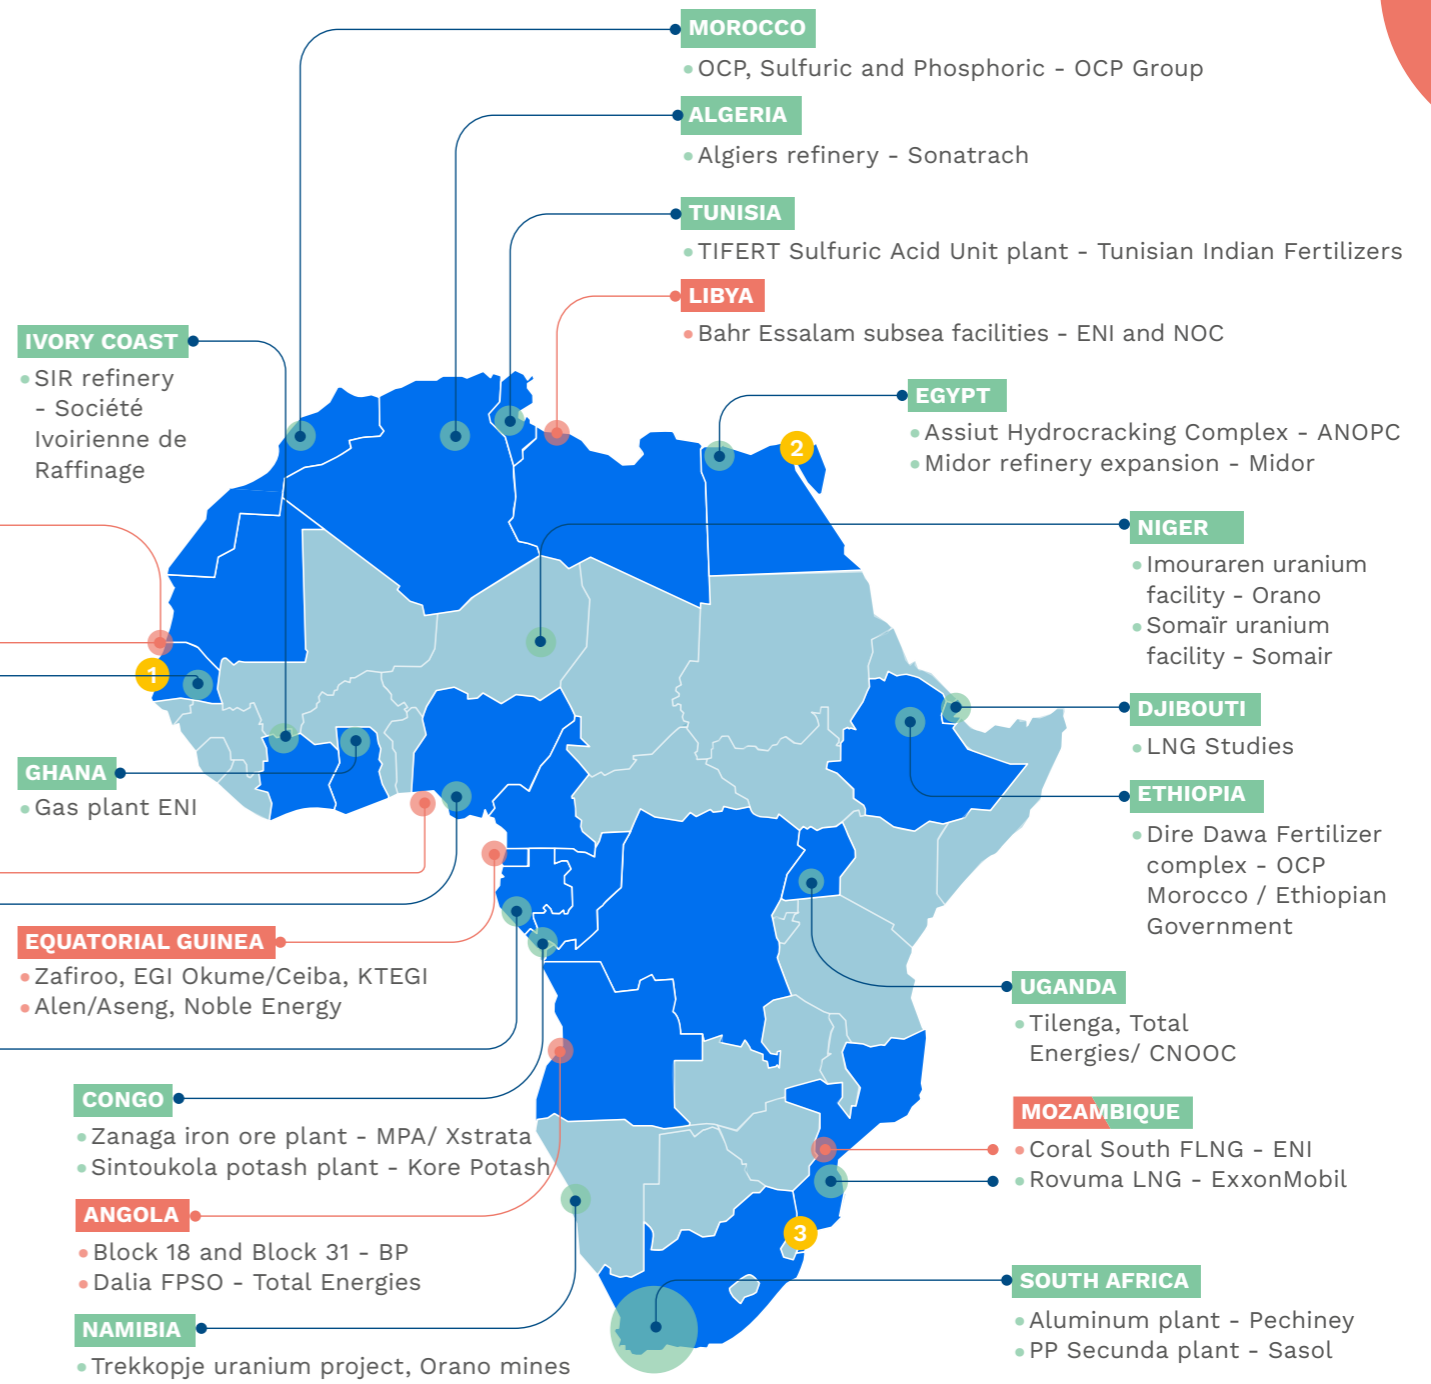 MOROCCO
OCP, Sulfuric and Phosphoric - OCP Group
ALGERIA
Algiers refinery - Sonatrach
TUNISIA
TIFERT Sulfuric Acid Unit plant - Tunisian Indian Fertilizers
LIBYA
Bahr Essalam subsea facilities - ENI and NOC
IVORY COAST
SIR refinery
- Société
Ivoirienne de
Raffinage
EGYPT
Assiut Hydrocracking Complex - ANOPC
Midor refinery expansion - Midor
2
NIGER
Imouraren uranium
facility - Orano
Somaïr uranium
facility - Somair
1
DJIBOUTI
LNG Studies
GHANA
Gas plant ENI
ETHIOPIA
Dire Dawa Fertilizer
complex - OCP
Morocco / Ethiopian
Government
EQUATORIAL GUINEA
Zafiroo, EGI Okume/Ceiba, KTEGI
Alen/Aseng, Noble Energy
UGANDA
Tilenga, Total
Energies/ CNOOC
CONGO
Zanaga iron ore plant - MPA/ Xstrata
Sintoukola potash plant - Kore Potash
MOZAMBIQUE
Coral South FLNG - ENI
Rovuma LNG - ExxonMobil
ANGOLA
Block 18 and Block 31 - BP
Dalia FPSO - Total Energies
3
SOUTH AFRICA
Aluminum plant - Pechiney
PP Secunda plant - Sasol
NAMIBIA
Trekkopje uranium project, Orano mines